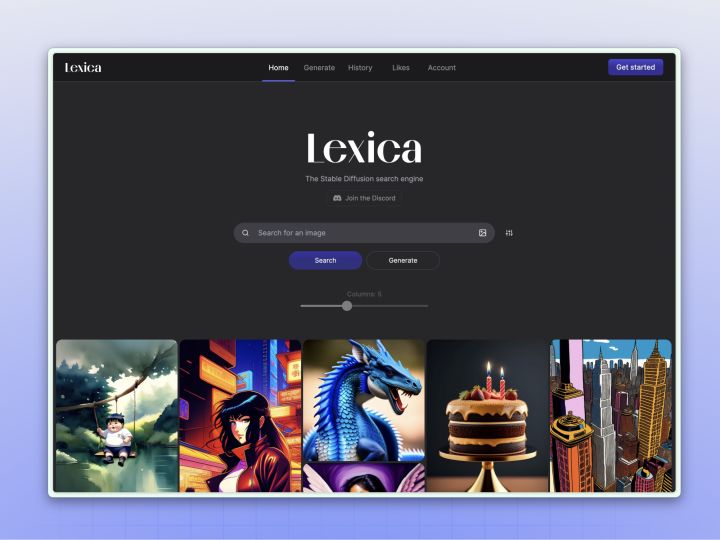 Lexica
Home
Generate
History
Likes
Account
Get started
Lexica
The Stable Diffusion search engine
Join the Discord
Search for an image
Search
Generate
Columns: 5